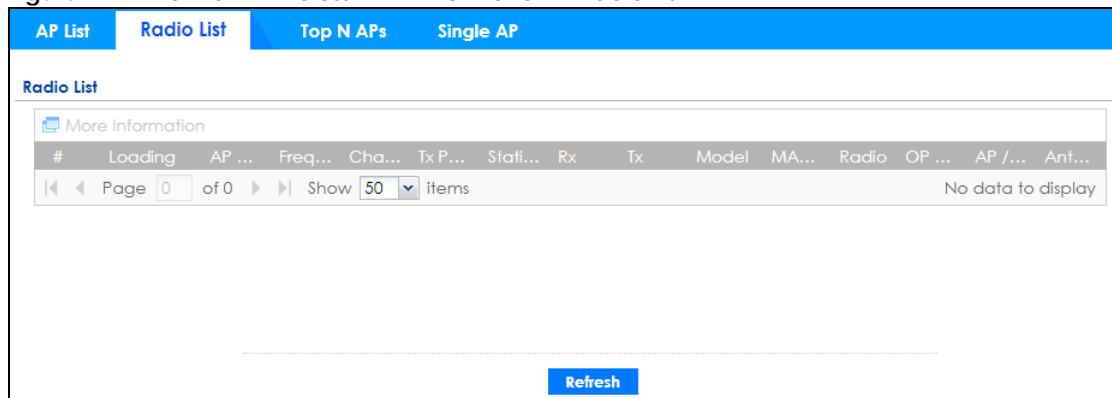 AP List Radio List Top N APs Single AP
Radio List
More Information
# Loading AP ... Freq... Cha... Tx P... Stati... Rx Tx Model MA... Radio OP ... AP /... Ant...
Page 0 of 0 Show 50 items No data to display
Refresh